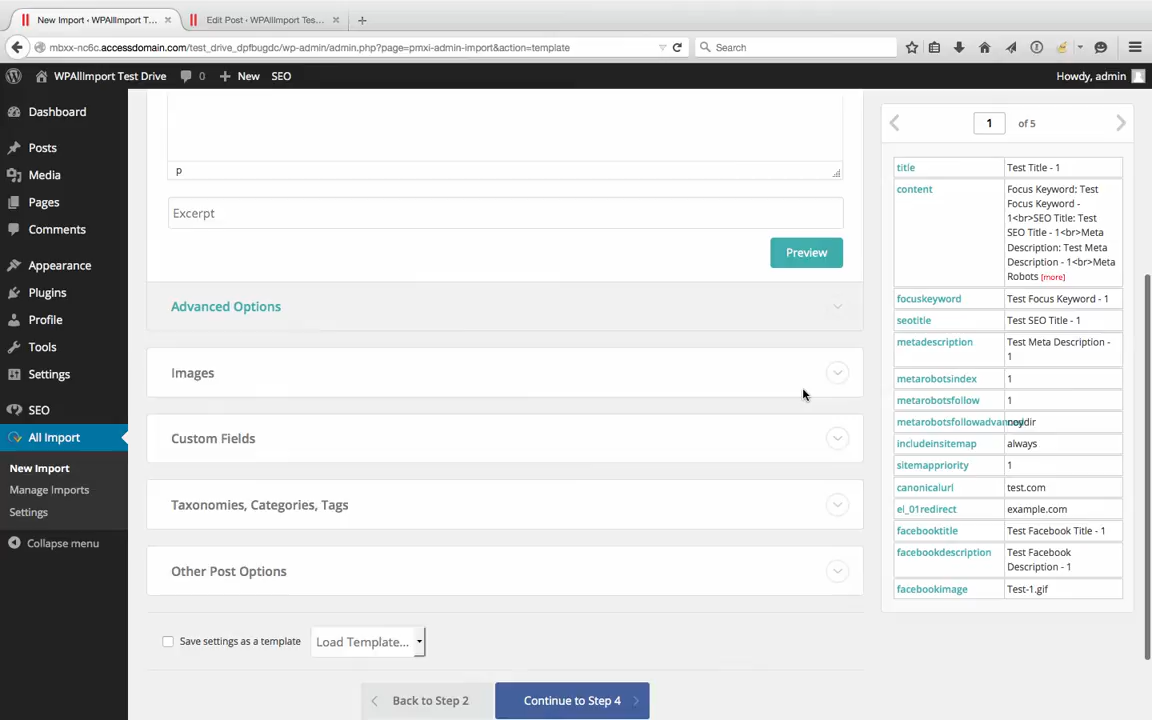 New Import ‹ WPAllImport T...
Edit Post ‹ WPAllImport Tes...
mbxx-nc6c.accessdomain.com/test_drive_dpfbugdc/wp-admin/admin.php?page=pmxi-admin-import&action=template
Search
WPAllImport Test Drive
0
New
SEO
Howdy, admin
Dashboard
Posts
Media
Pages
Comments
Appearance
Plugins
Profile
Tools
Settings
SEO
All Import
New Import
Manage Imports
Settings
Collapse menu
p
Excerpt
Preview
Advanced Options
Images
Custom Fields
Taxonomies, Categories, Tags
Other Post Options
Save settings as a template
Load Template...
Back to Step 2
Continue to Step 4
1 of 5
title Test Title - 1
content Focus Keyword: Test
Focus Keyword -
1<br>SEO Title: Test
SEO Title - 1<br>Meta
Description: Test Meta
Description - 1<br>Meta
Robots [more]
focuskeyword Test Focus Keyword - 1
seotitle Test SEO Title - 1
metadescription Test Meta Description -
1
metarobotsindex 1
metarobotsfollow 1
metarobotsfollowadvanced noydir
includeinsitemap always
sitemappriority 1
canonicalurl test.com
el_01redirect example.com
facebooktitle Test Facebook Title - 1
facebookdescription Test Facebook
Description - 1
facebookimage Test-1.gif